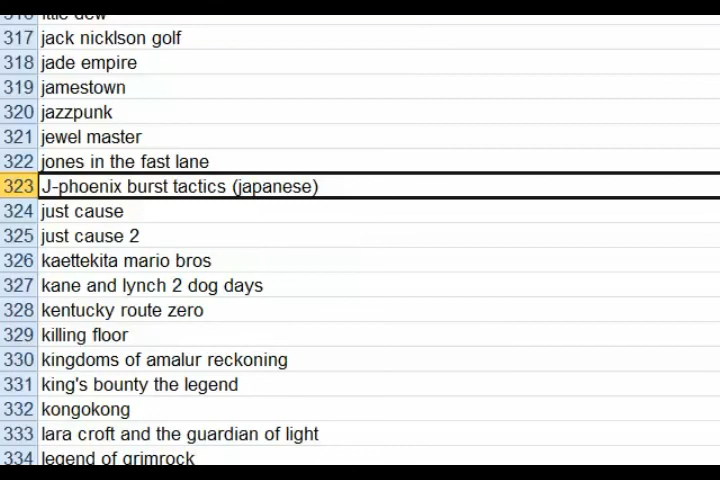 316 ittle dew
317 jack nicklson golf
318 jade empire
319 jamestown
320 jazzpunk
321 jewel master
322 jones in the fast lane
323 J-phoenix burst tactics (japanese)
324 just cause
325 just cause 2
326 kaettekita mario bros
327 kane and lynch 2 dog days
328 kentucky route zero
329 killing floor
330 kingdoms of amalur reckoning
331 king's bounty the legend
332 kongokong
333 lara croft and the guardian of light
334 legend of grimrock